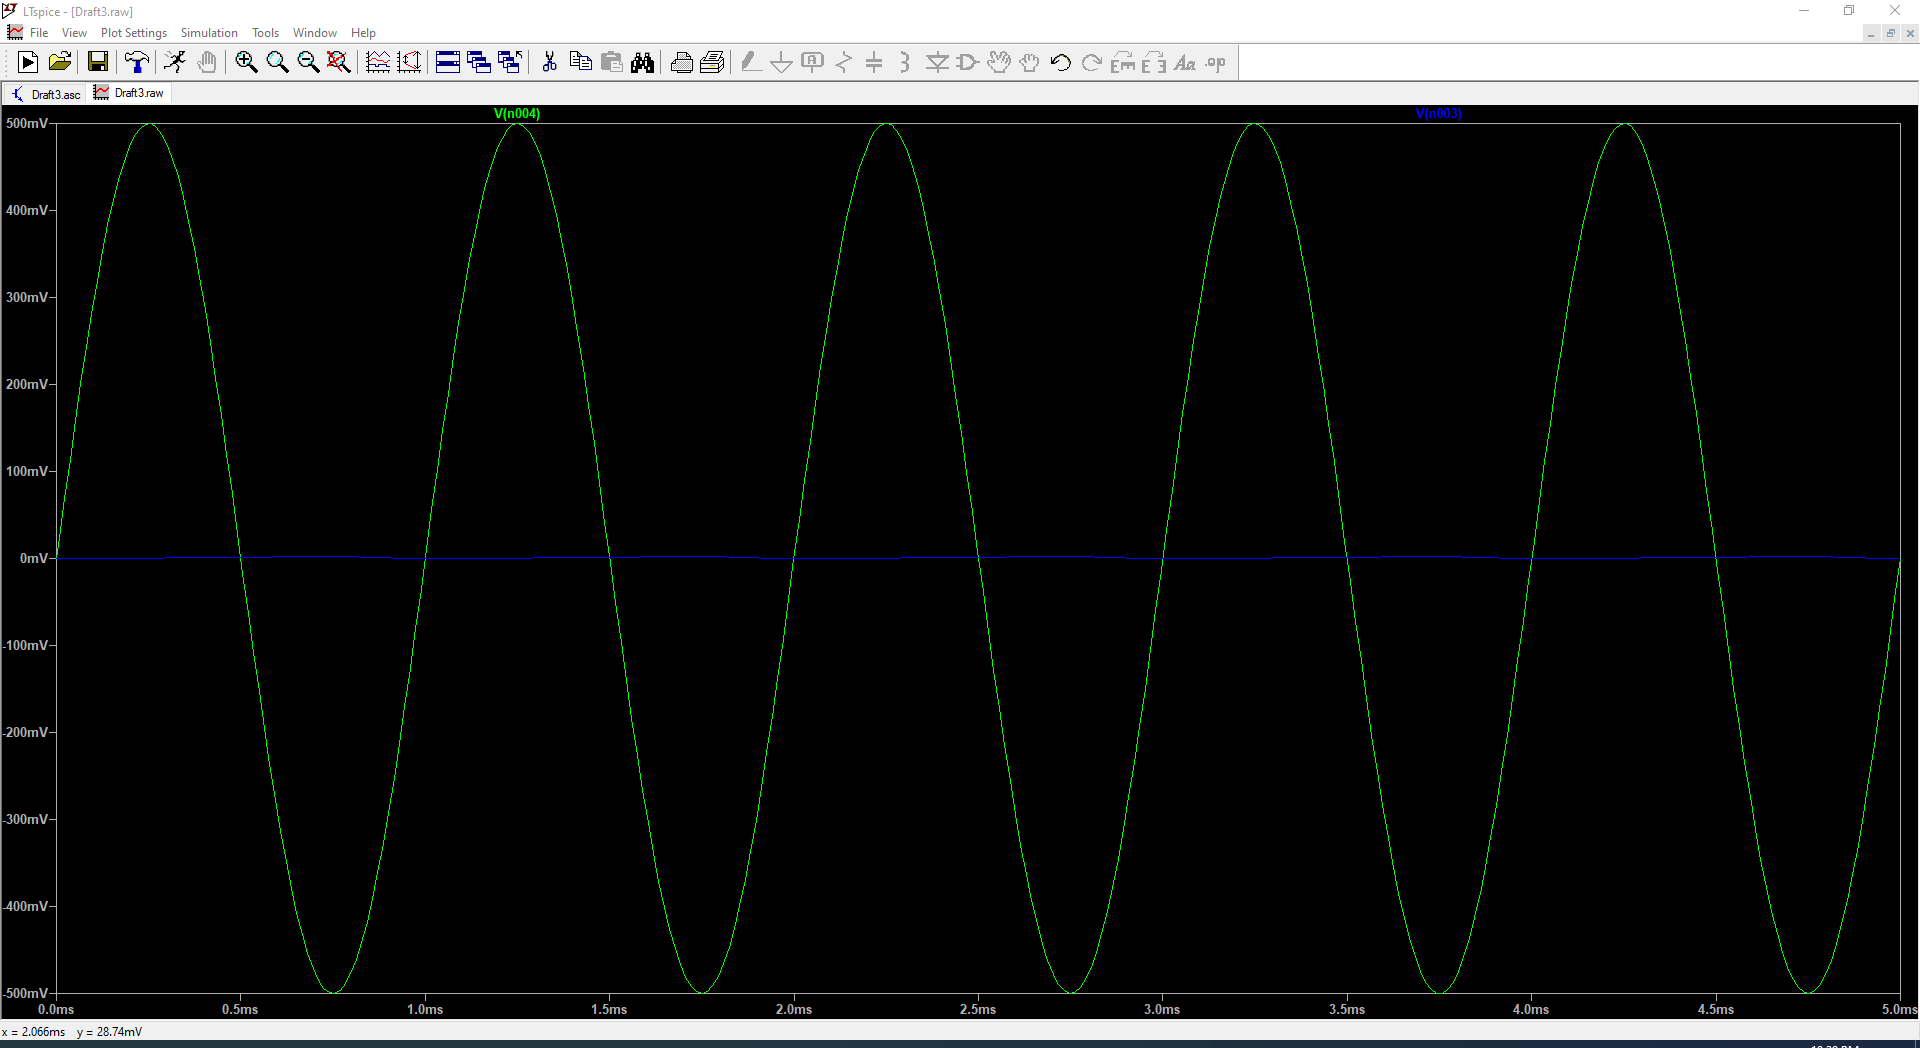 LTspice - [Draft3.raw]
File View Plot Settings Simulation Tools Window Help
Aa .op
Draft3.asc Draft3.raw
V(n004) V(n003)
500mV
400mV
300mV
200mV
100mV
0mV
-100mV
-200mV
-300mV
-400mV
-500mV
0.0ms 0.5ms 1.0ms 1.5ms 2.0ms 2.5ms 3.0ms 3.5ms 4.0ms 4.5ms 5.0ms
x = 2.066ms y = 28.74mV